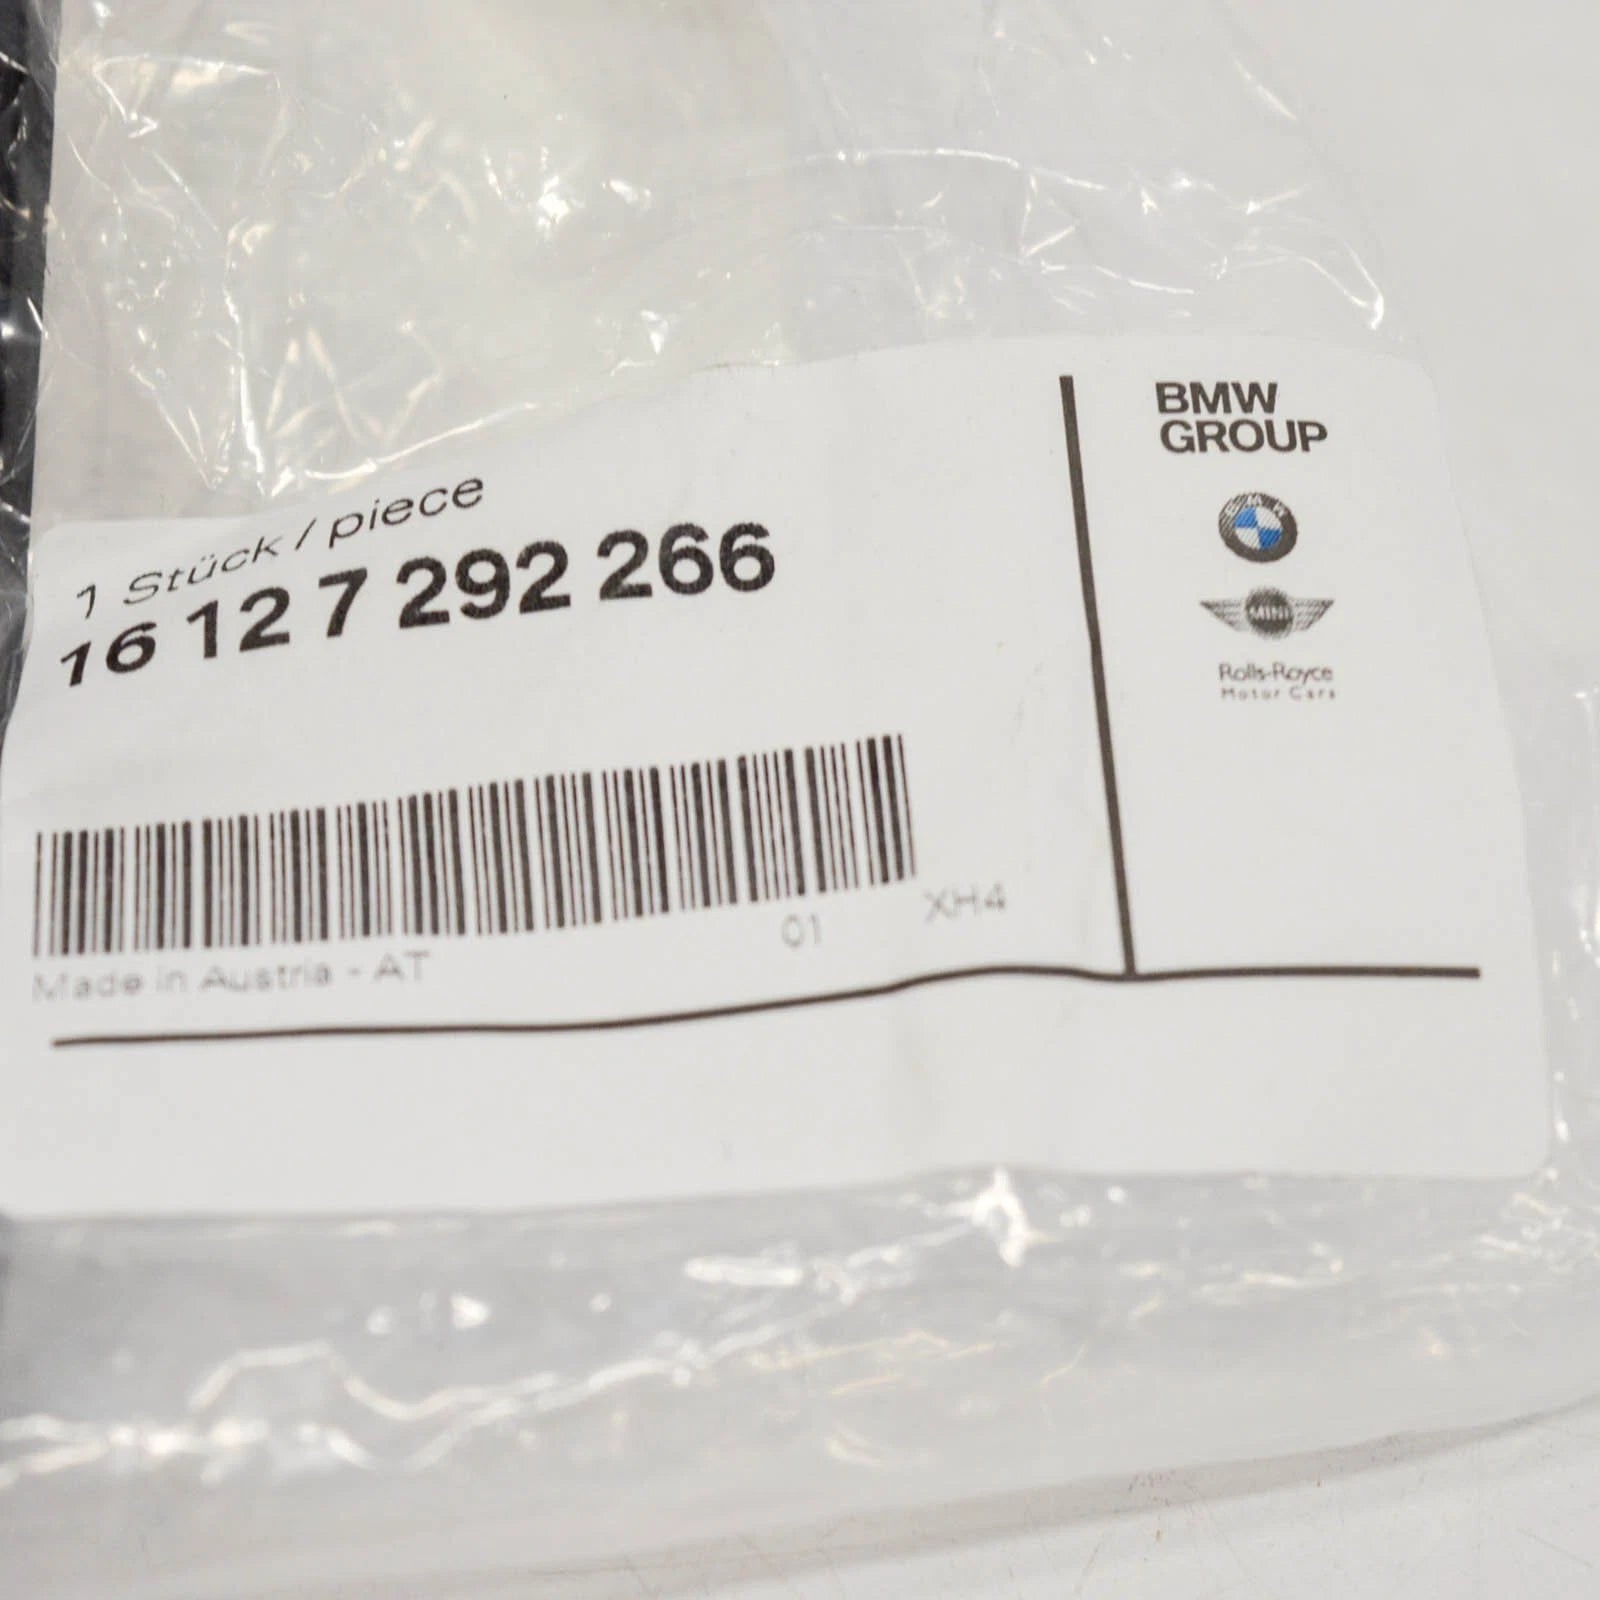 1 Stück / piece
16 12 7 292 266
01 XH4
Made in Austria - AT
BMW
GROUP
BMW
MINI
Rolls-Royce
Motor Cars